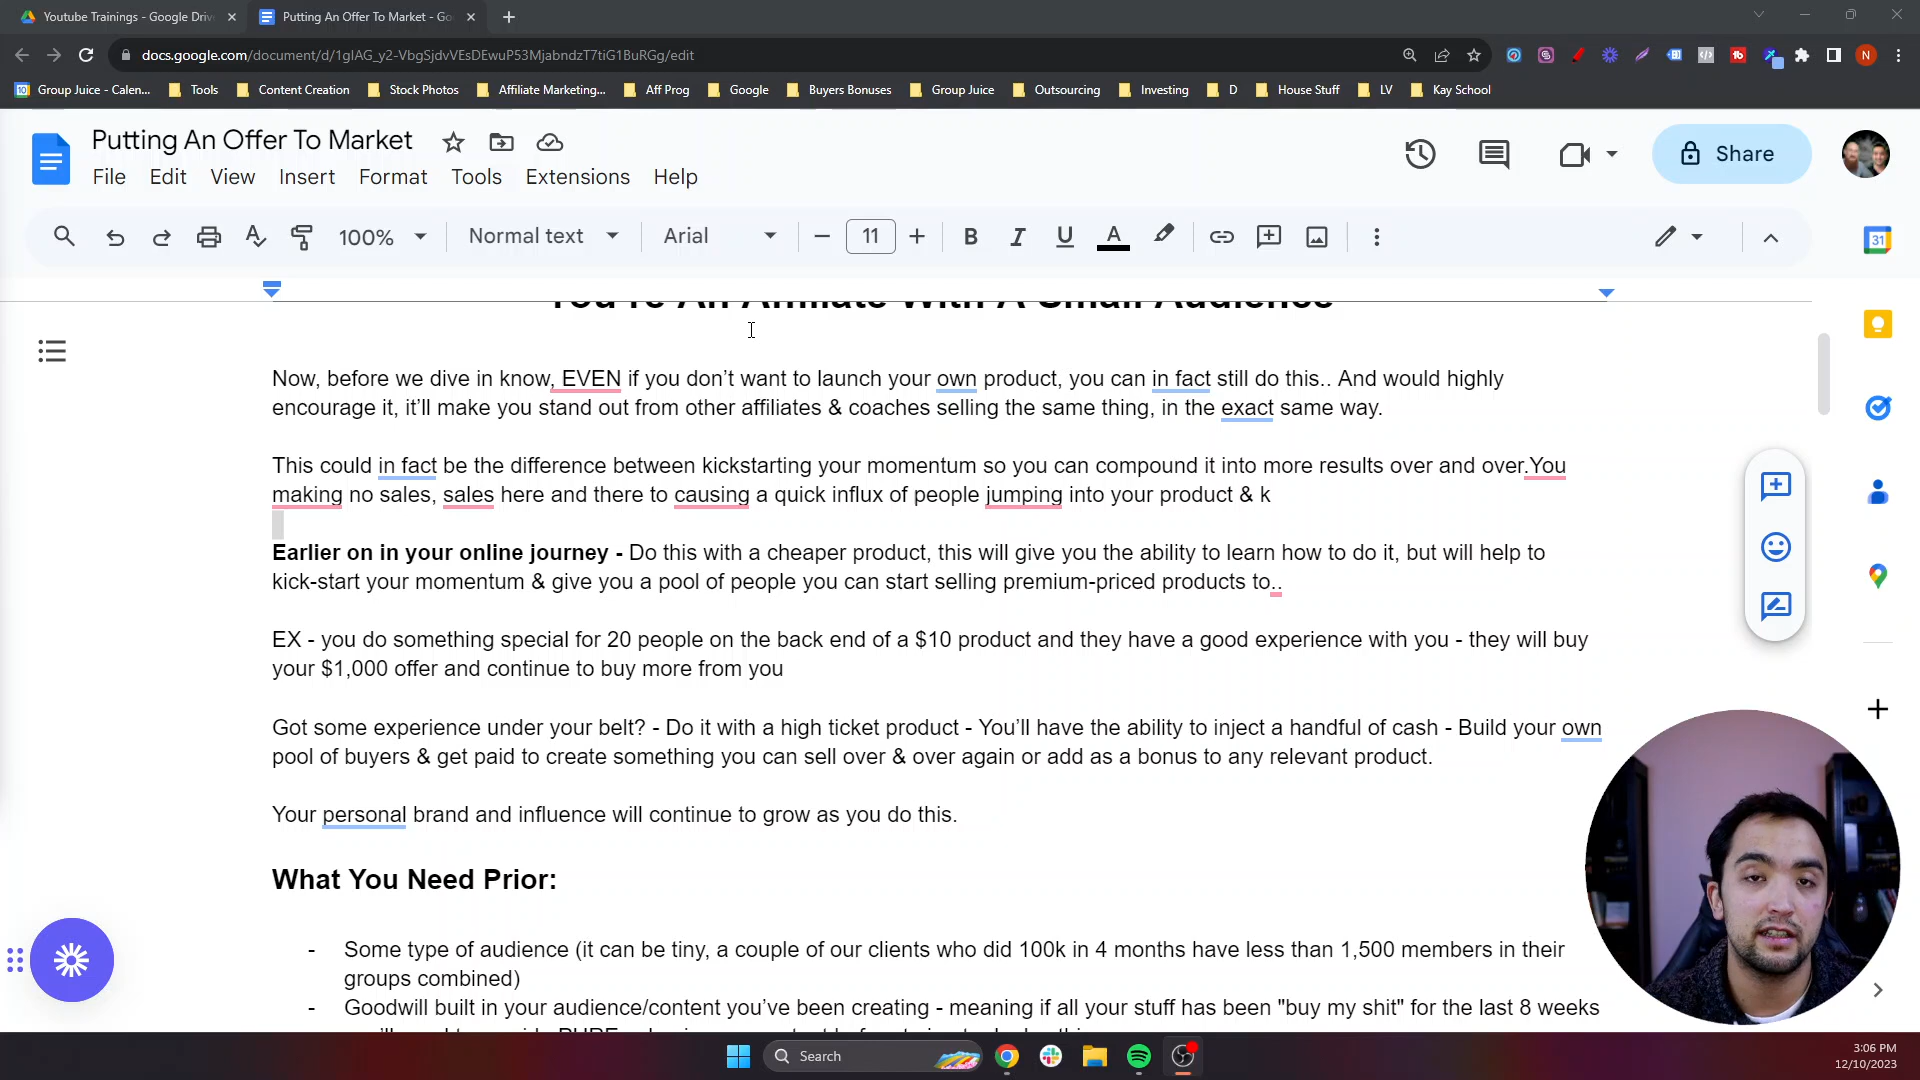 Youtube Trainings - Google Driv
Putting An Offer To Market - Go
docs.google.com/document/d/1gIAG_y2-VbgSjdvVEsDEwuP53MjabndzT7tiG1BuRGg/edit
Group Juice - Calen...
Tools
Content Creation
Stock Photos
Affiliate Marketing...
Aff Prog
Google
Buyers Bonuses
Group Juice
Outsourcing
Investing
D
House Stuff
LV
Kay School
Putting An Offer To Market
Share
File Edit View Insert Format Tools Extensions Help
100% Normal text Arial 11
You're An Affiliate With A Small Audience
Now, before we dive in know, EVEN if you don't want to launch your own product, you can in fact still do this.. And would highly
encourage it, it'll make you stand out from other affiliates & coaches selling the same thing, in the exact same way.
This could in fact be the difference between kickstarting your momentum so you can compound it into more results over and over.You
making no sales, sales here and there to causing a quick influx of people jumping into your product & k
Earlier on in your online journey - Do this with a cheaper product, this will give you the ability to learn how to do it, but will help to
kick-start your momentum & give you a pool of people you can start selling premium-priced products to..
EX - you do something special for 20 people on the back end of a $10 product and they have a good experience with you - they will buy
your $1,000 offer and continue to buy more from you
Got some experience under your belt? - Do it with a high ticket product - You'll have the ability to inject a handful of cash - Build your own
pool of buyers & get paid to create something you can sell over & over again or add as a bonus to any relevant product.
Your personal brand and influence will continue to grow as you do this.
What You Need Prior:
- Some type of audience (it can be tiny, a couple of our clients who did 100k in 4 months have less than 1,500 members in their
groups combined)
- Goodwill built in your audience/content you've been creating - meaning if all your stuff has been "buy my shit" for the last 8 weeks
Search
3:06 PM
12/10/2023